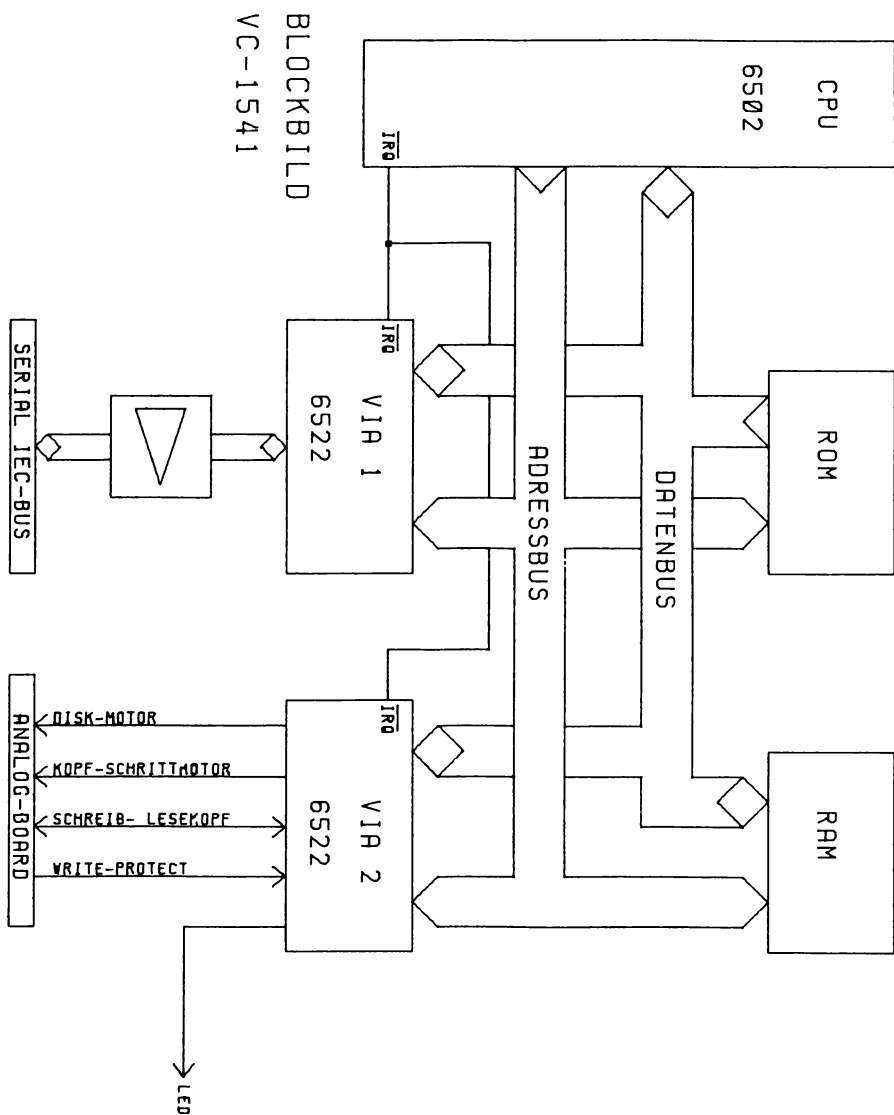 BLOCKBILD
VC-1541
CPU
6502
IRQ
ROM
RAM
DATENBUS
ADRESSBUS
IRQ
VIA 1
6522
IRQ
VIA 2
6522
SERIAL IEC-BUS
DISK-MOTOR
KOPF-SCHRITTMOTOR
SCHREIB- LESEKOPF
WRITE-PROTECT
ANALOG-BOARD
LED